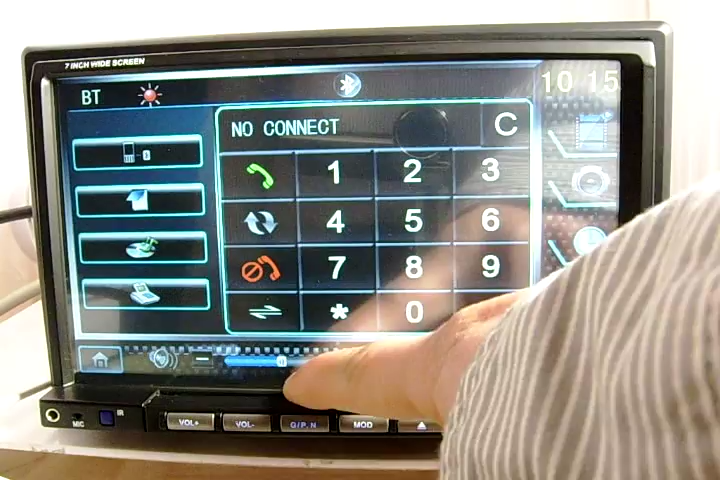 7 INCH WIDE SCREEN
BT
10 15
NO CONNECT
C
1 2 3
4 5 6
7 8 9
* 0
IR
MIC
VOL+ VOL- O/P.N MOD